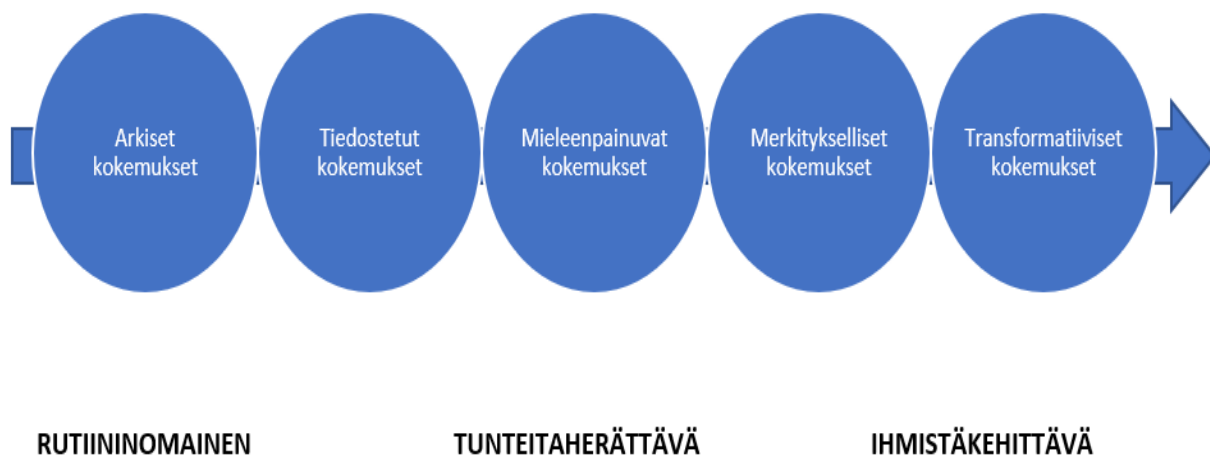 Arkiset
kokemukset
Tiedostetut
kokemukset
Mieleenpainuvat
kokemukset
Merkitykselliset
kokemukset
Transformatiiviset
kokemukset
RUTIININOMAINEN
TUNTEITAHERÄTTÄVÄ
IHMISTÄKEHITTÄVÄ